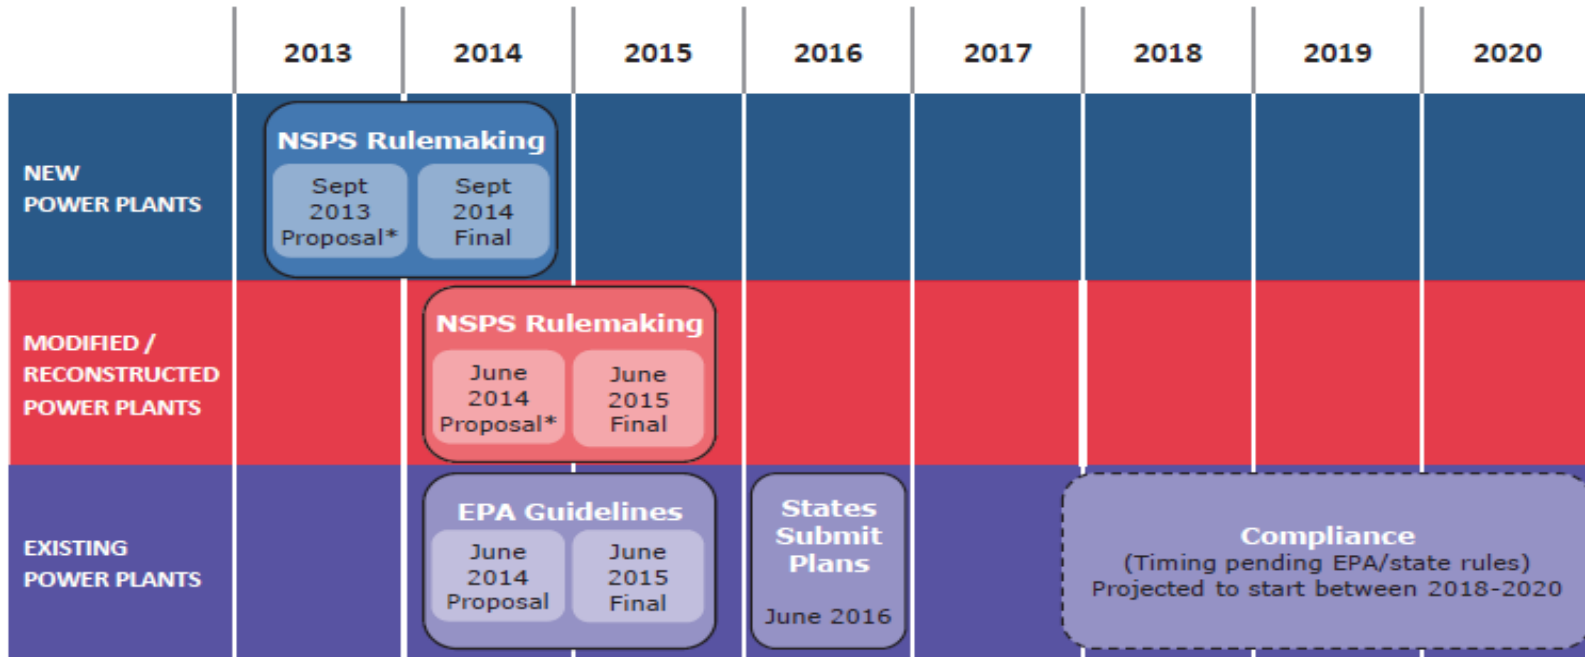 2013 2014 2015 2016 2017 2018 2019 2020
NEW
POWER PLANTS
NSPS Rulemaking
Sept
2013
Proposal*
Sept
2014
Final
MODIFIED /
RECONSTRUCTED
POWER PLANTS
NSPS Rulemaking
June
2014
Proposal*
June
2015
Final
EXISTING
POWER PLANTS
EPA Guidelines
June
2014
Proposal
June
2015
Final
States
Submit
Plans
June 2016
Compliance
(Timing pending EPA/state rules)
Projected to start between 2018-2020